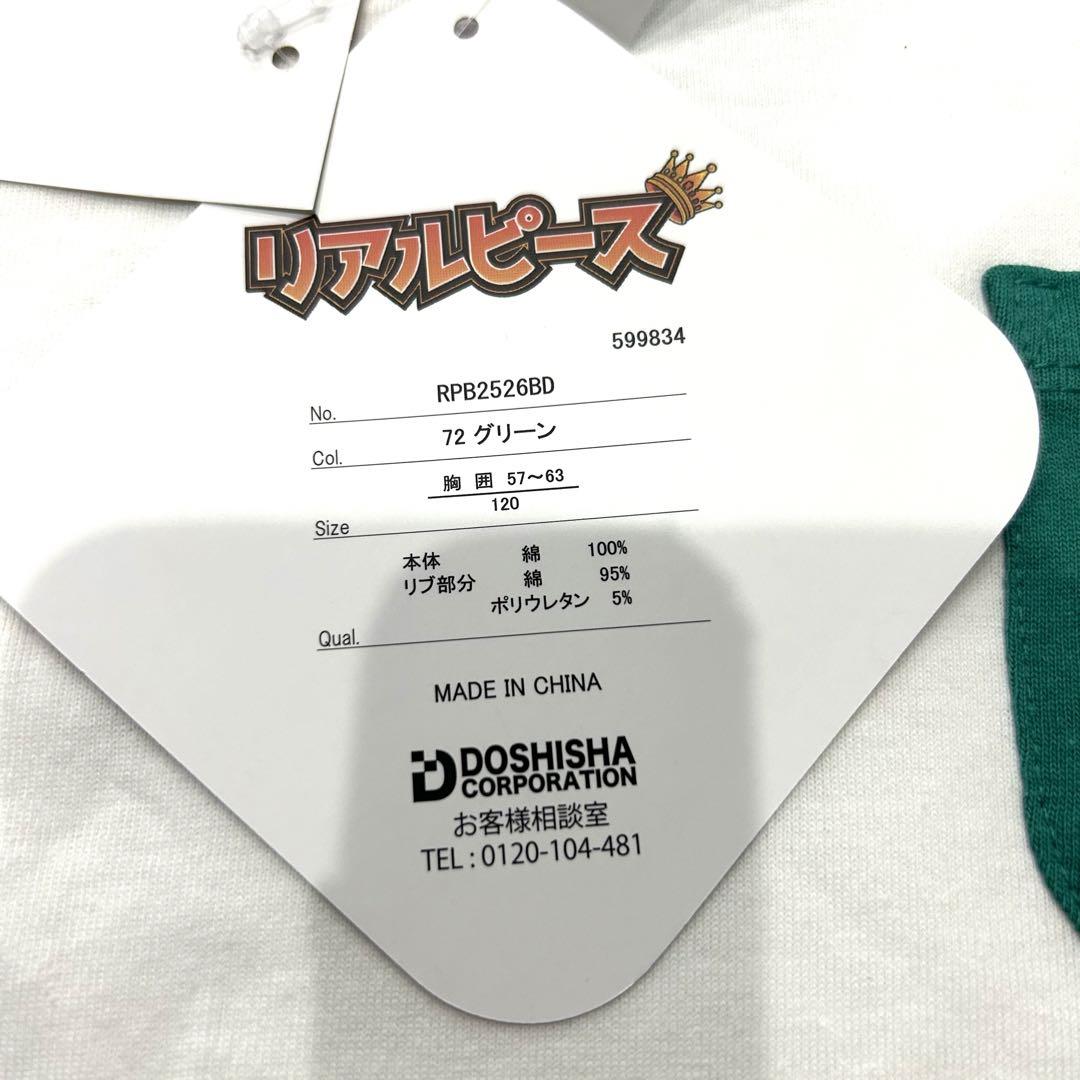 リアルピース
599834
No. RPB2526BD
Col. 72 グリーン
胸 囲 57～63
Size 120
本体 綿 100%
リブ部分 綿 95%
ポリウレタン 5%
Qual.
MADE IN CHINA
DOSHISHA
CORPORATION
お客様相談室
TEL : 0120-104-481